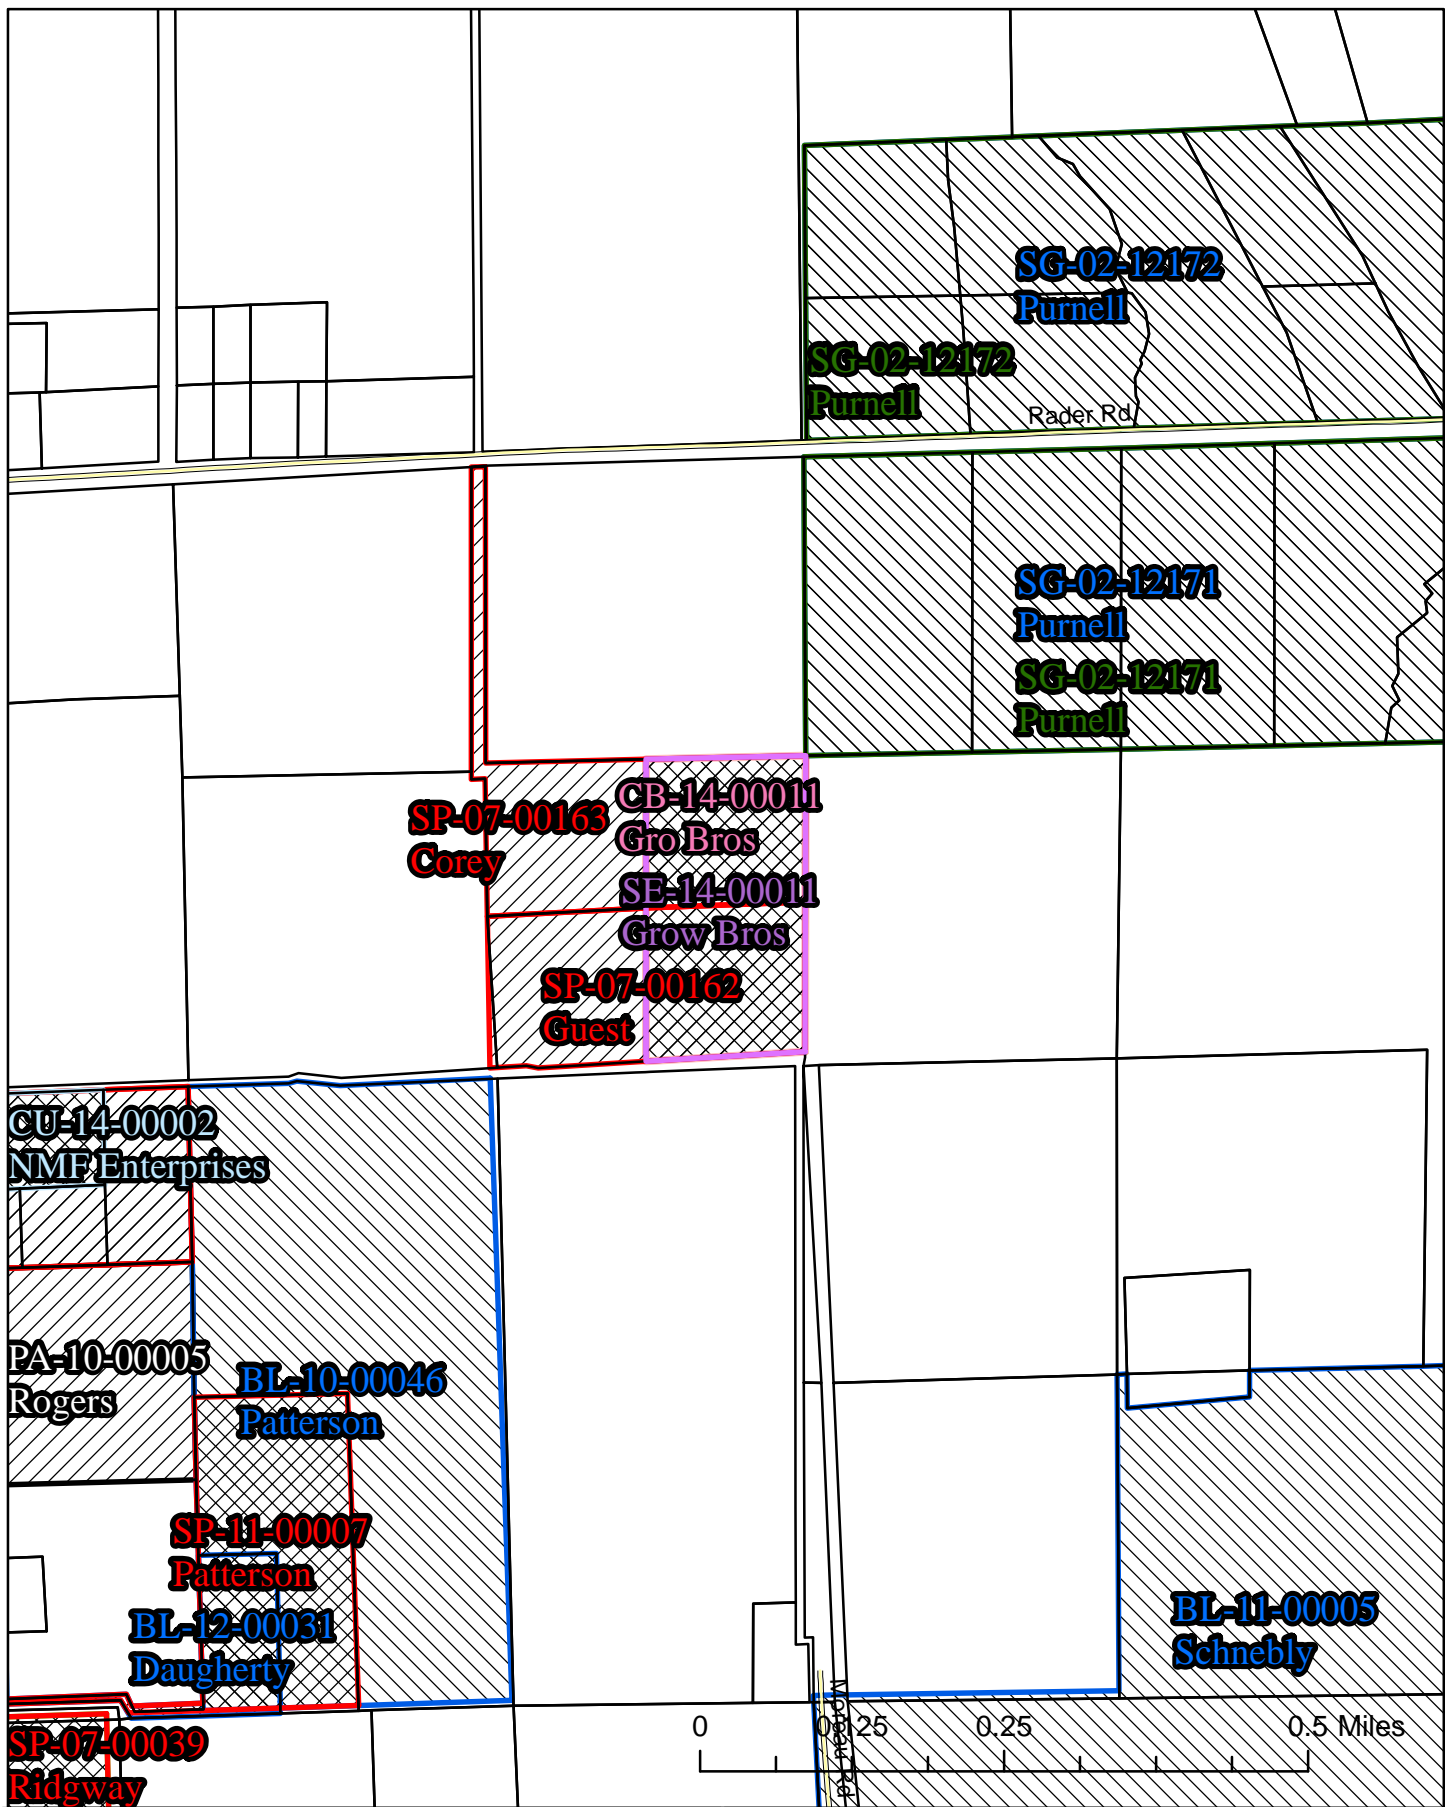 SG-02-12172
Purnell
SG-02-12172
Purnell
Rader Rd
SG-02-12171
Purnell
SG-02-12171
Purnell
CB-14-00011
Gro Bros
SP-07-00163
Corey
SE-14-00011
Grow Bros
SP-07-00162
Guest
CU-14-00002
NMF Enterprises
PA-10-00005
Rogers
BL-10-00046
Patterson
SP-11-00007
Patterson
BL-12-00031
Daugherty
BL-11-00005
Schnebly
Moreau Rd
SP-07-00039
Ridgway
0 0.125 0.25 0.5 Miles